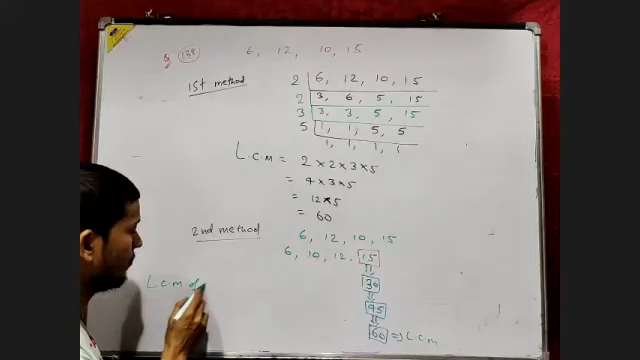 Q 138 6, 12, 10, 15
1st method
2 6, 12, 10, 15
2 3, 6, 5, 15
3 3, 3, 5, 15
5 1, 1, 5, 5
1, 1, 1, 1
L.C.M = 2 × 2 × 3 × 5
= 4 × 3 × 5
= 12 × 5
= 60
2nd method
6, 12, 10, 15
6, 10, 12, 15
30
45
60 => L C M
L C M of